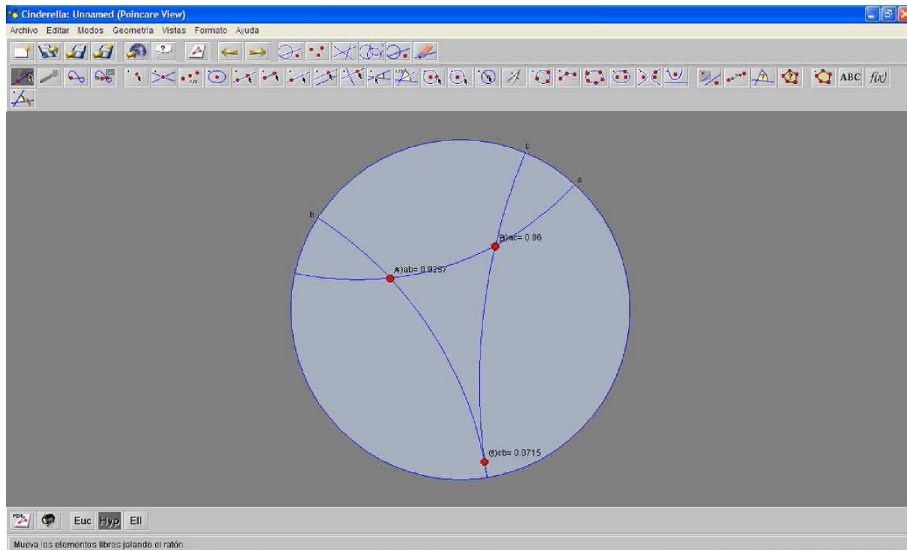 Cinderella: Unnamed (Poincare View)
Archivo Editar Modos Geometria Vistas Formato Ayuda
ABC f(x)
c
a
b
ac= 0.86
ab= 0.9287
cb= 0.0715
Euc Hyp Ell
Mueva los elementos libres jalando el ratón